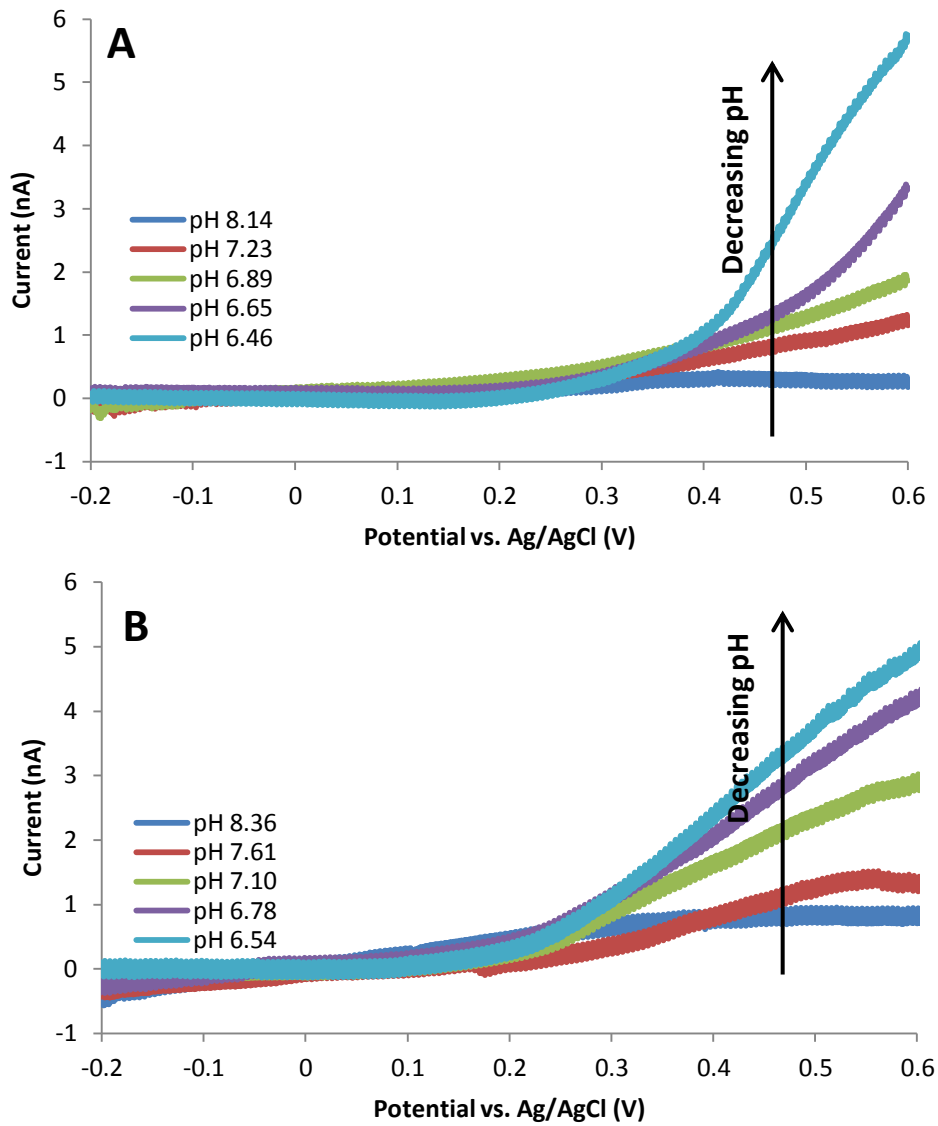 A
6
5
4
3
2
1
0
-1
Current (nA)
pH 8.14
pH 7.23
pH 6.89
pH 6.65
pH 6.46
Decreasing pH
-0.2 -0.1 0 0.1 0.2 0.3 0.4 0.5 0.6
Potential vs. Ag/AgCl (V)
B
6
5
4
3
2
1
0
-1
Current (nA)
pH 8.36
pH 7.61
pH 7.10
pH 6.78
pH 6.54
Decreasing pH
-0.2 -0.1 0 0.1 0.2 0.3 0.4 0.5 0.6
Potential vs. Ag/AgCl (V)